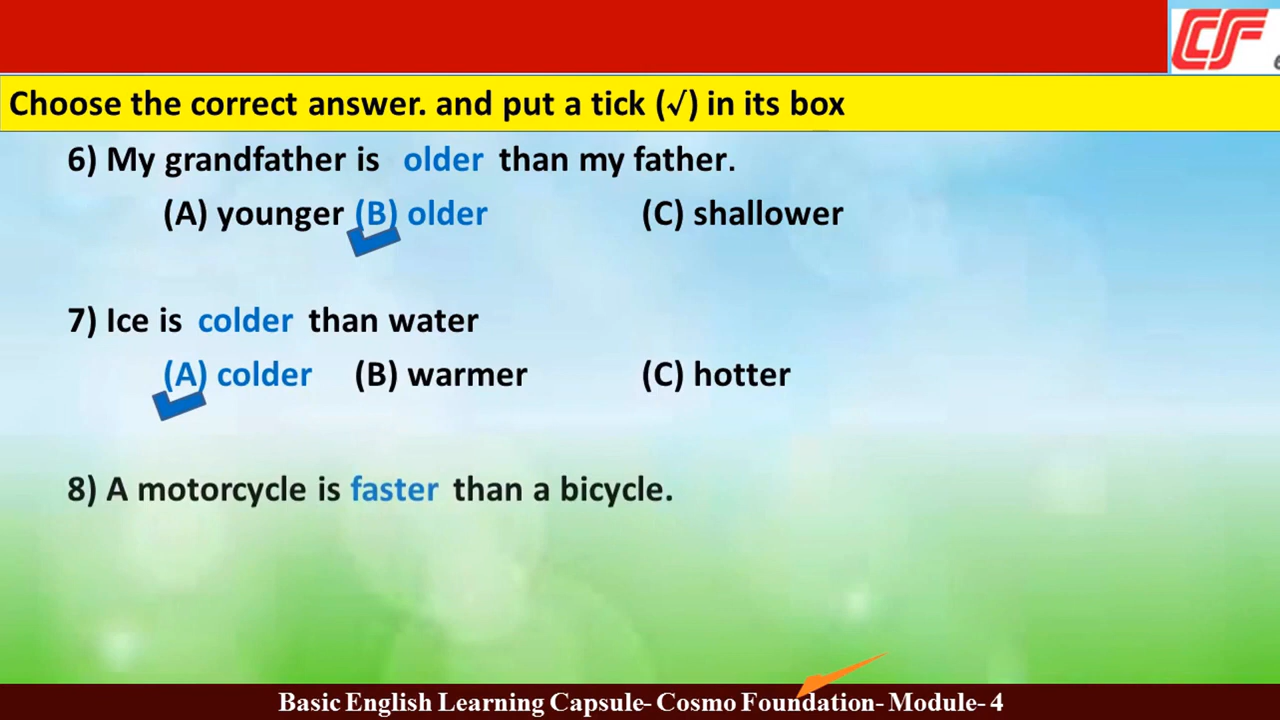 CF
Choose the correct answer. and put a tick (√) in its box
6) My grandfather is older than my father.
(A) younger (B) older (C) shallower
7) Ice is colder than water
(A) colder (B) warmer (C) hotter
8) A motorcycle is faster than a bicycle.
Basic English Learning Capsule- Cosmo Foundation- Module- 4